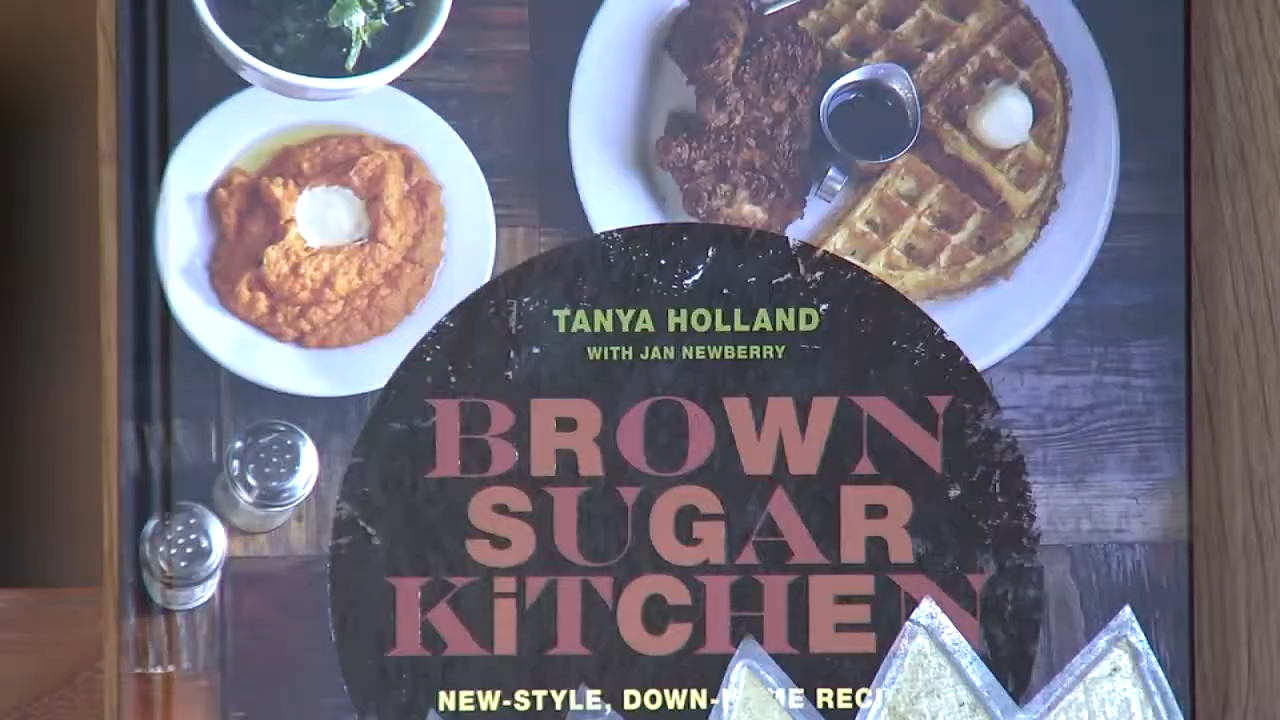 TANYA HOLLAND
WITH JAN NEWBERRY
BROWN
SUGAR
KiTCHEN
NEW-STYLE,